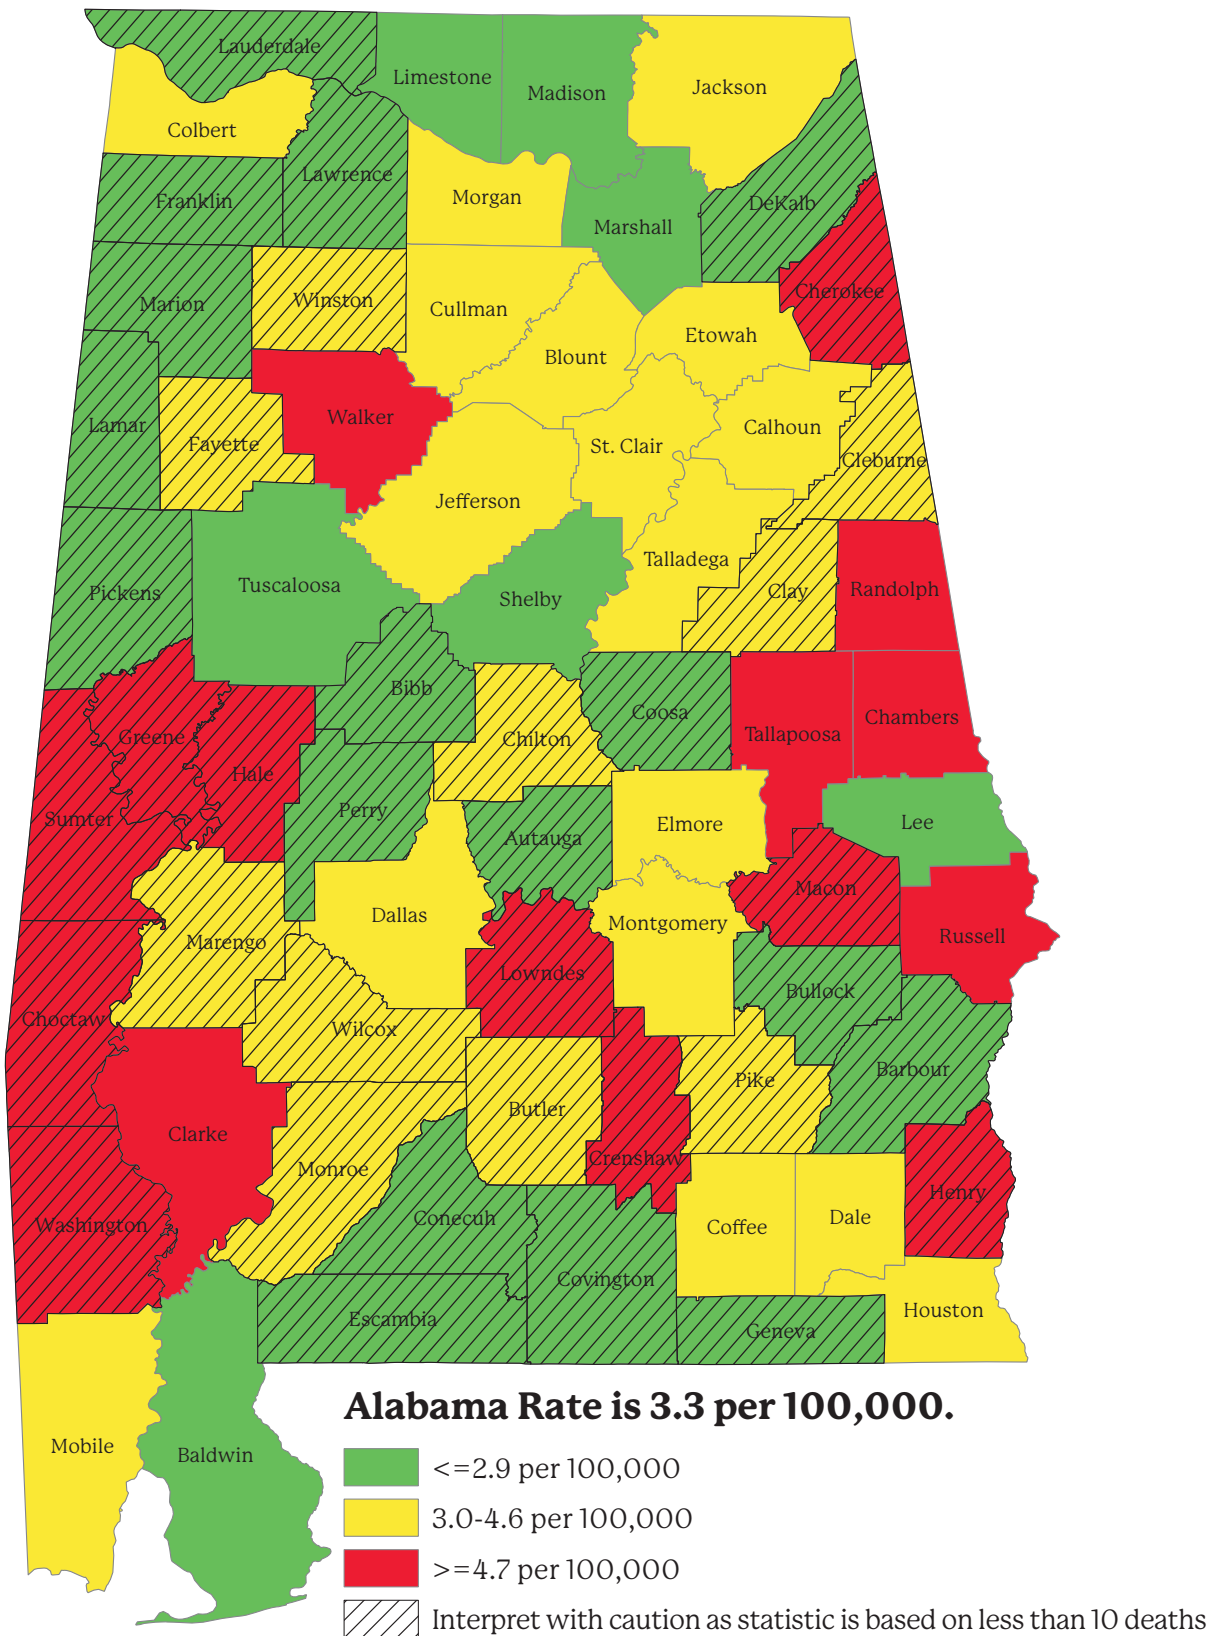 Lauderdale
Limestone
Madison
Jackson
Colbert
Lawrence
Franklin
Morgan
DeKalb
Marshall
Cherokee
Marion
Winston
Cullman
Etowah
Blount
Walker
Lamar
Fayette
St. Clair
Calhoun
Cleburne
Jefferson
Talladega
Tuscaloosa
Pickens
Shelby
Clay
Randolph
Bibb
Coosa
Chambers
Greene
Chilton
Tallapoosa
Hale
Perry
Sumter
Autauga
Elmore
Lee
Macon
Dallas
Montgomery
Russell
Marengo
Lowndes
Bullock
Choctaw
Wilcox
Barbour
Pike
Butler
Clarke
Monroe
Crenshaw
Henry
Washington
Conecuh
Coffee
Dale
Covington
Escambia
Geneva
Houston
Mobile
Baldwin
Alabama Rate is 3.3 per 100,000.
<=2.9 per 100,000
3.0-4.6 per 100,000
>=4.7 per 100,000
Interpret with caution as statistic is based on less than 10 deaths